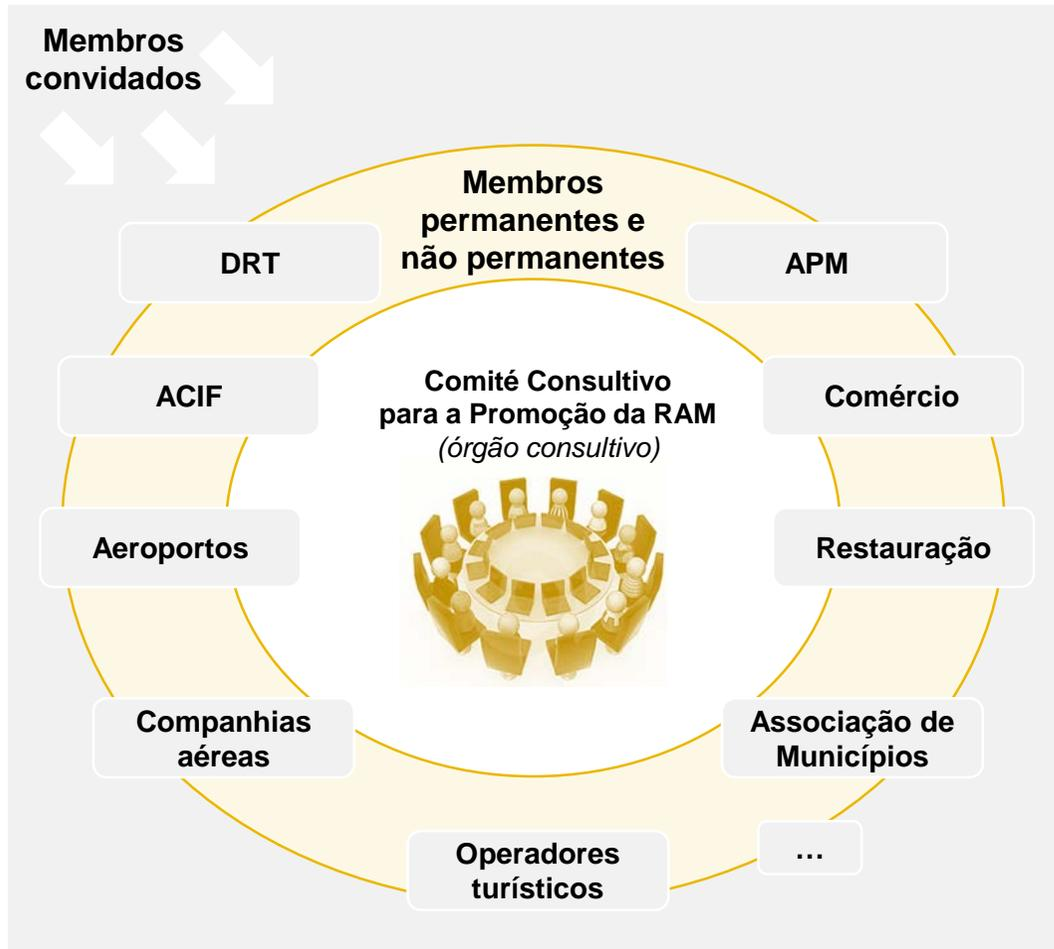 Membros
convidados
Membros
permanentes e
não permanentes
DRT
APM
ACIF
Comité Consultivo
para a Promoção da RAM
(órgão consultivo)
Comércio
Aeroportos
Restauração
Companhias
aéreas
Associação de
Municípios
Operadores
turísticos
…